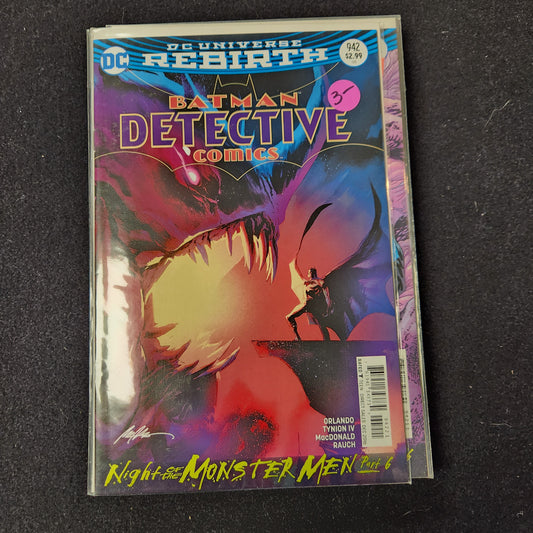 DC UNIVERSE
REBIRTH
DC
942
$2.99
BATMAN
3-
DETECTIVE
COMICS
ORLANDO
TYNION IV
MacDONALD
RAUCH
Night OF THE MONSTER MEN Part 6
6